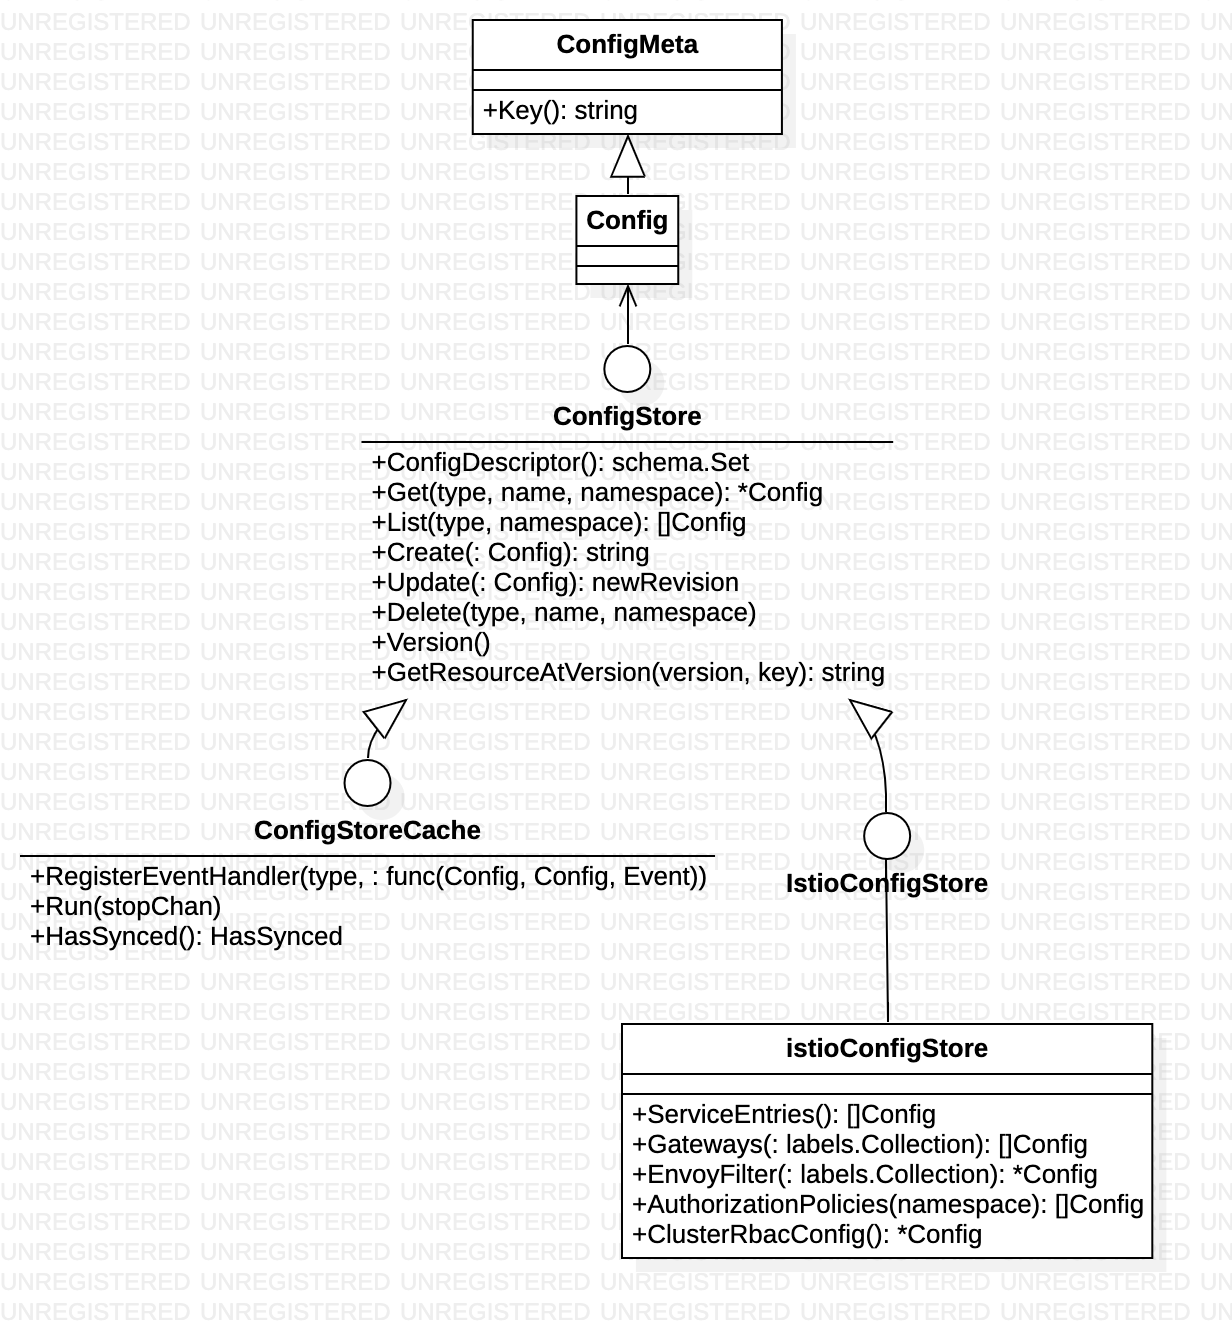 ConfigMeta
+Key(): string
Config
ConfigStore
+ConfigDescriptor(): schema.Set
+Get(type, name, namespace): *Config
+List(type, namespace): []Config
+Create(: Config): string
+Update(: Config): newRevision
+Delete(type, name, namespace)
+Version()
+GetResourceAtVersion(version, key): string
ConfigStoreCache
+RegisterEventHandler(type, : func(Config, Config, Event))
+Run(stopChan)
+HasSynced(): HasSynced
IstioConfigStore
istioConfigStore
+ServiceEntries(): []Config
+Gateways(: labels.Collection): []Config
+EnvoyFilter(: labels.Collection): *Config
+AuthorizationPolicies(namespace): []Config
+ClusterRbacConfig(): *Config
UNREGISTERED